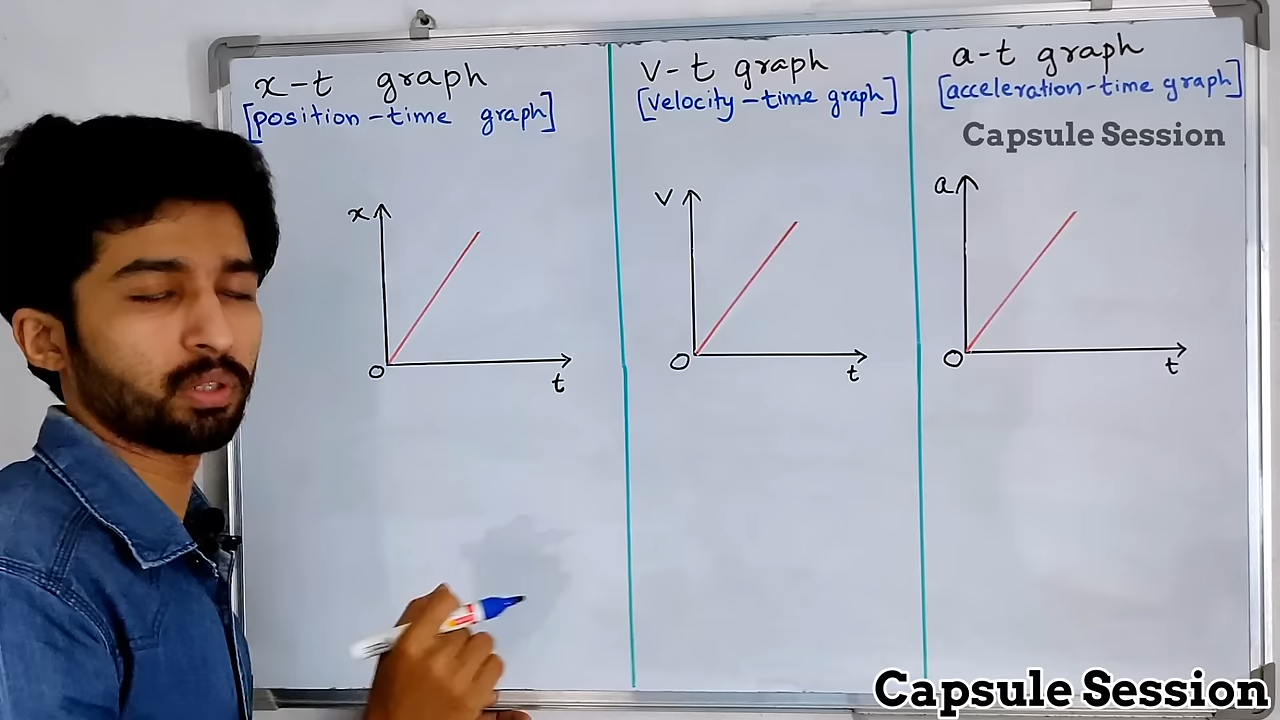 x-t graph
[position-time graph]
x
O
t
v-t graph
[velocity-time graph]
v
O
t
a-t graph
[acceleration-time graph]
Capsule Session
a
O
t
Capsule Session